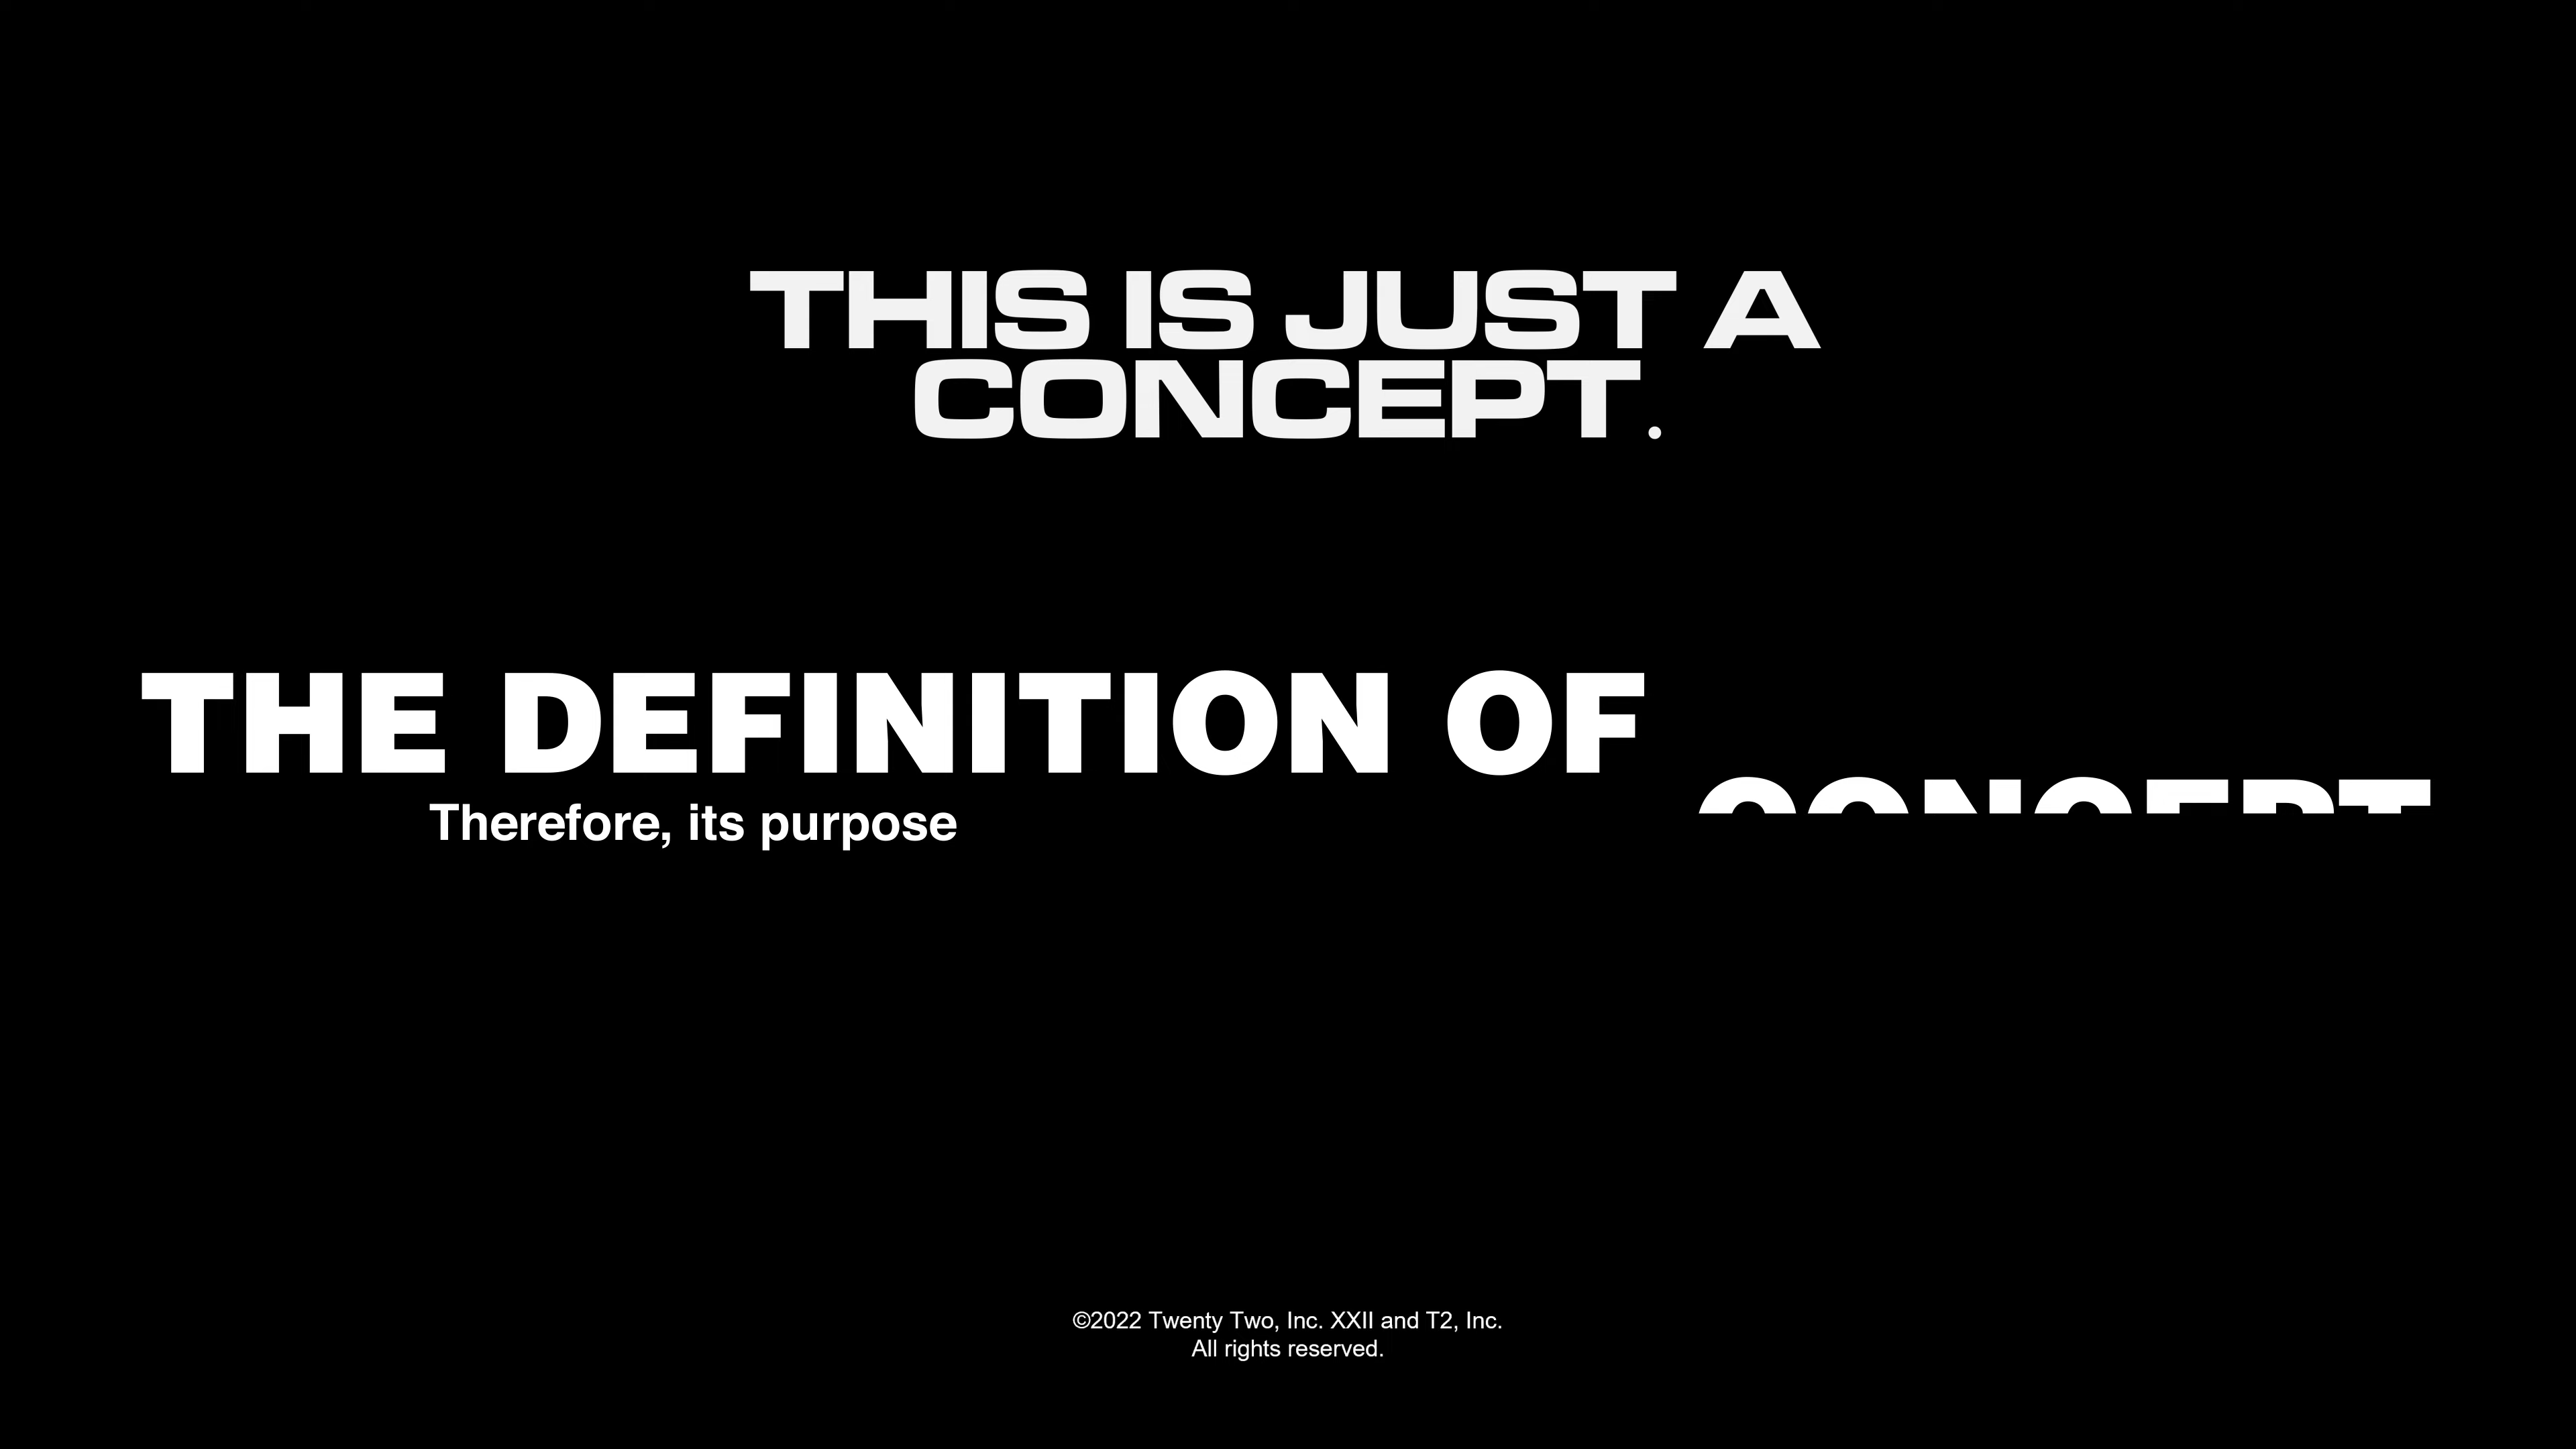 THIS IS JUST A
CONCEPT.
THE DEFINITION OF CONCEPT
Therefore, its purpose
©2022 Twenty Two, Inc. XXII and T2, Inc.
All rights reserved.